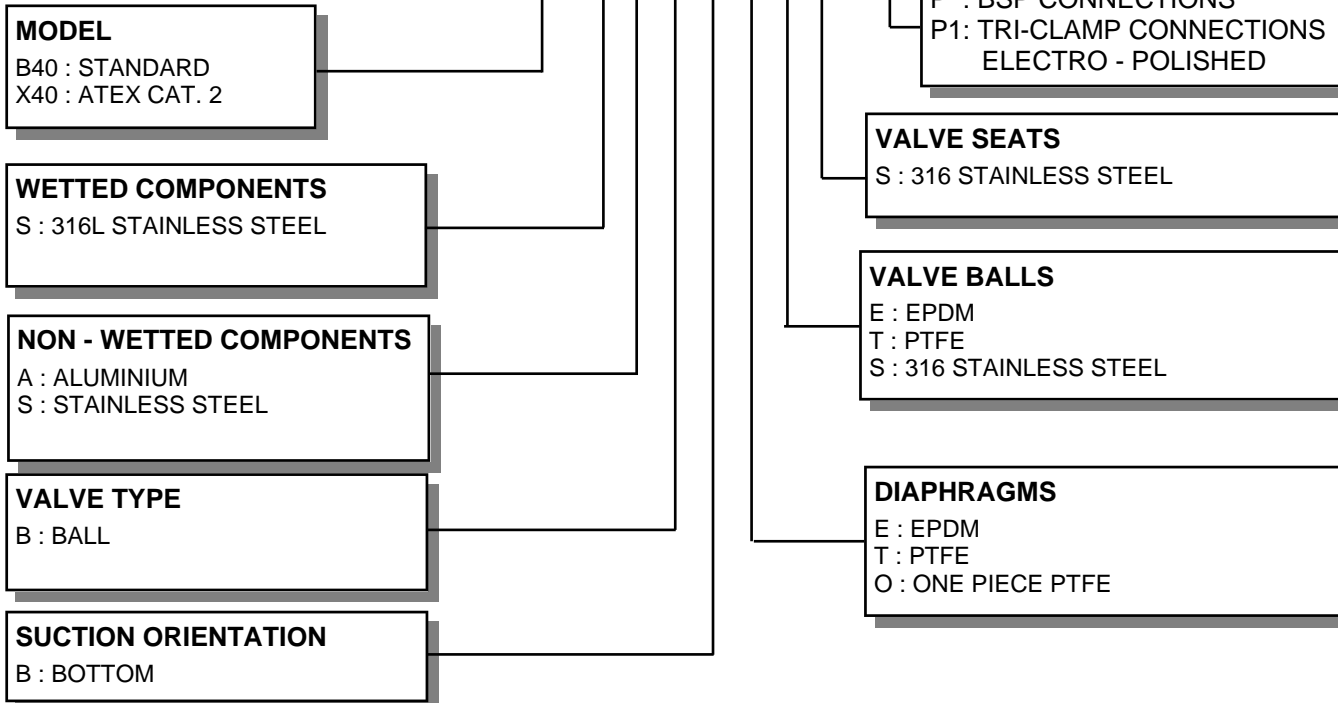 MODEL
B40 : STANDARD
X40 : ATEX CAT. 2
WETTED COMPONENTS
S : 316L STAINLESS STEEL
NON - WETTED COMPONENTS
A : ALUMINIUM
S : STAINLESS STEEL
VALVE TYPE
B : BALL
SUCTION ORIENTATION
B : BOTTOM
BSP CONNECTIONS
P1: TRI-CLAMP CONNECTIONS
ELECTRO - POLISHED
VALVE SEATS
S : 316 STAINLESS STEEL
VALVE BALLS
E : EPDM
T : PTFE
S : 316 STAINLESS STEEL
DIAPHRAGMS
E : EPDM
T : PTFE
O : ONE PIECE PTFE